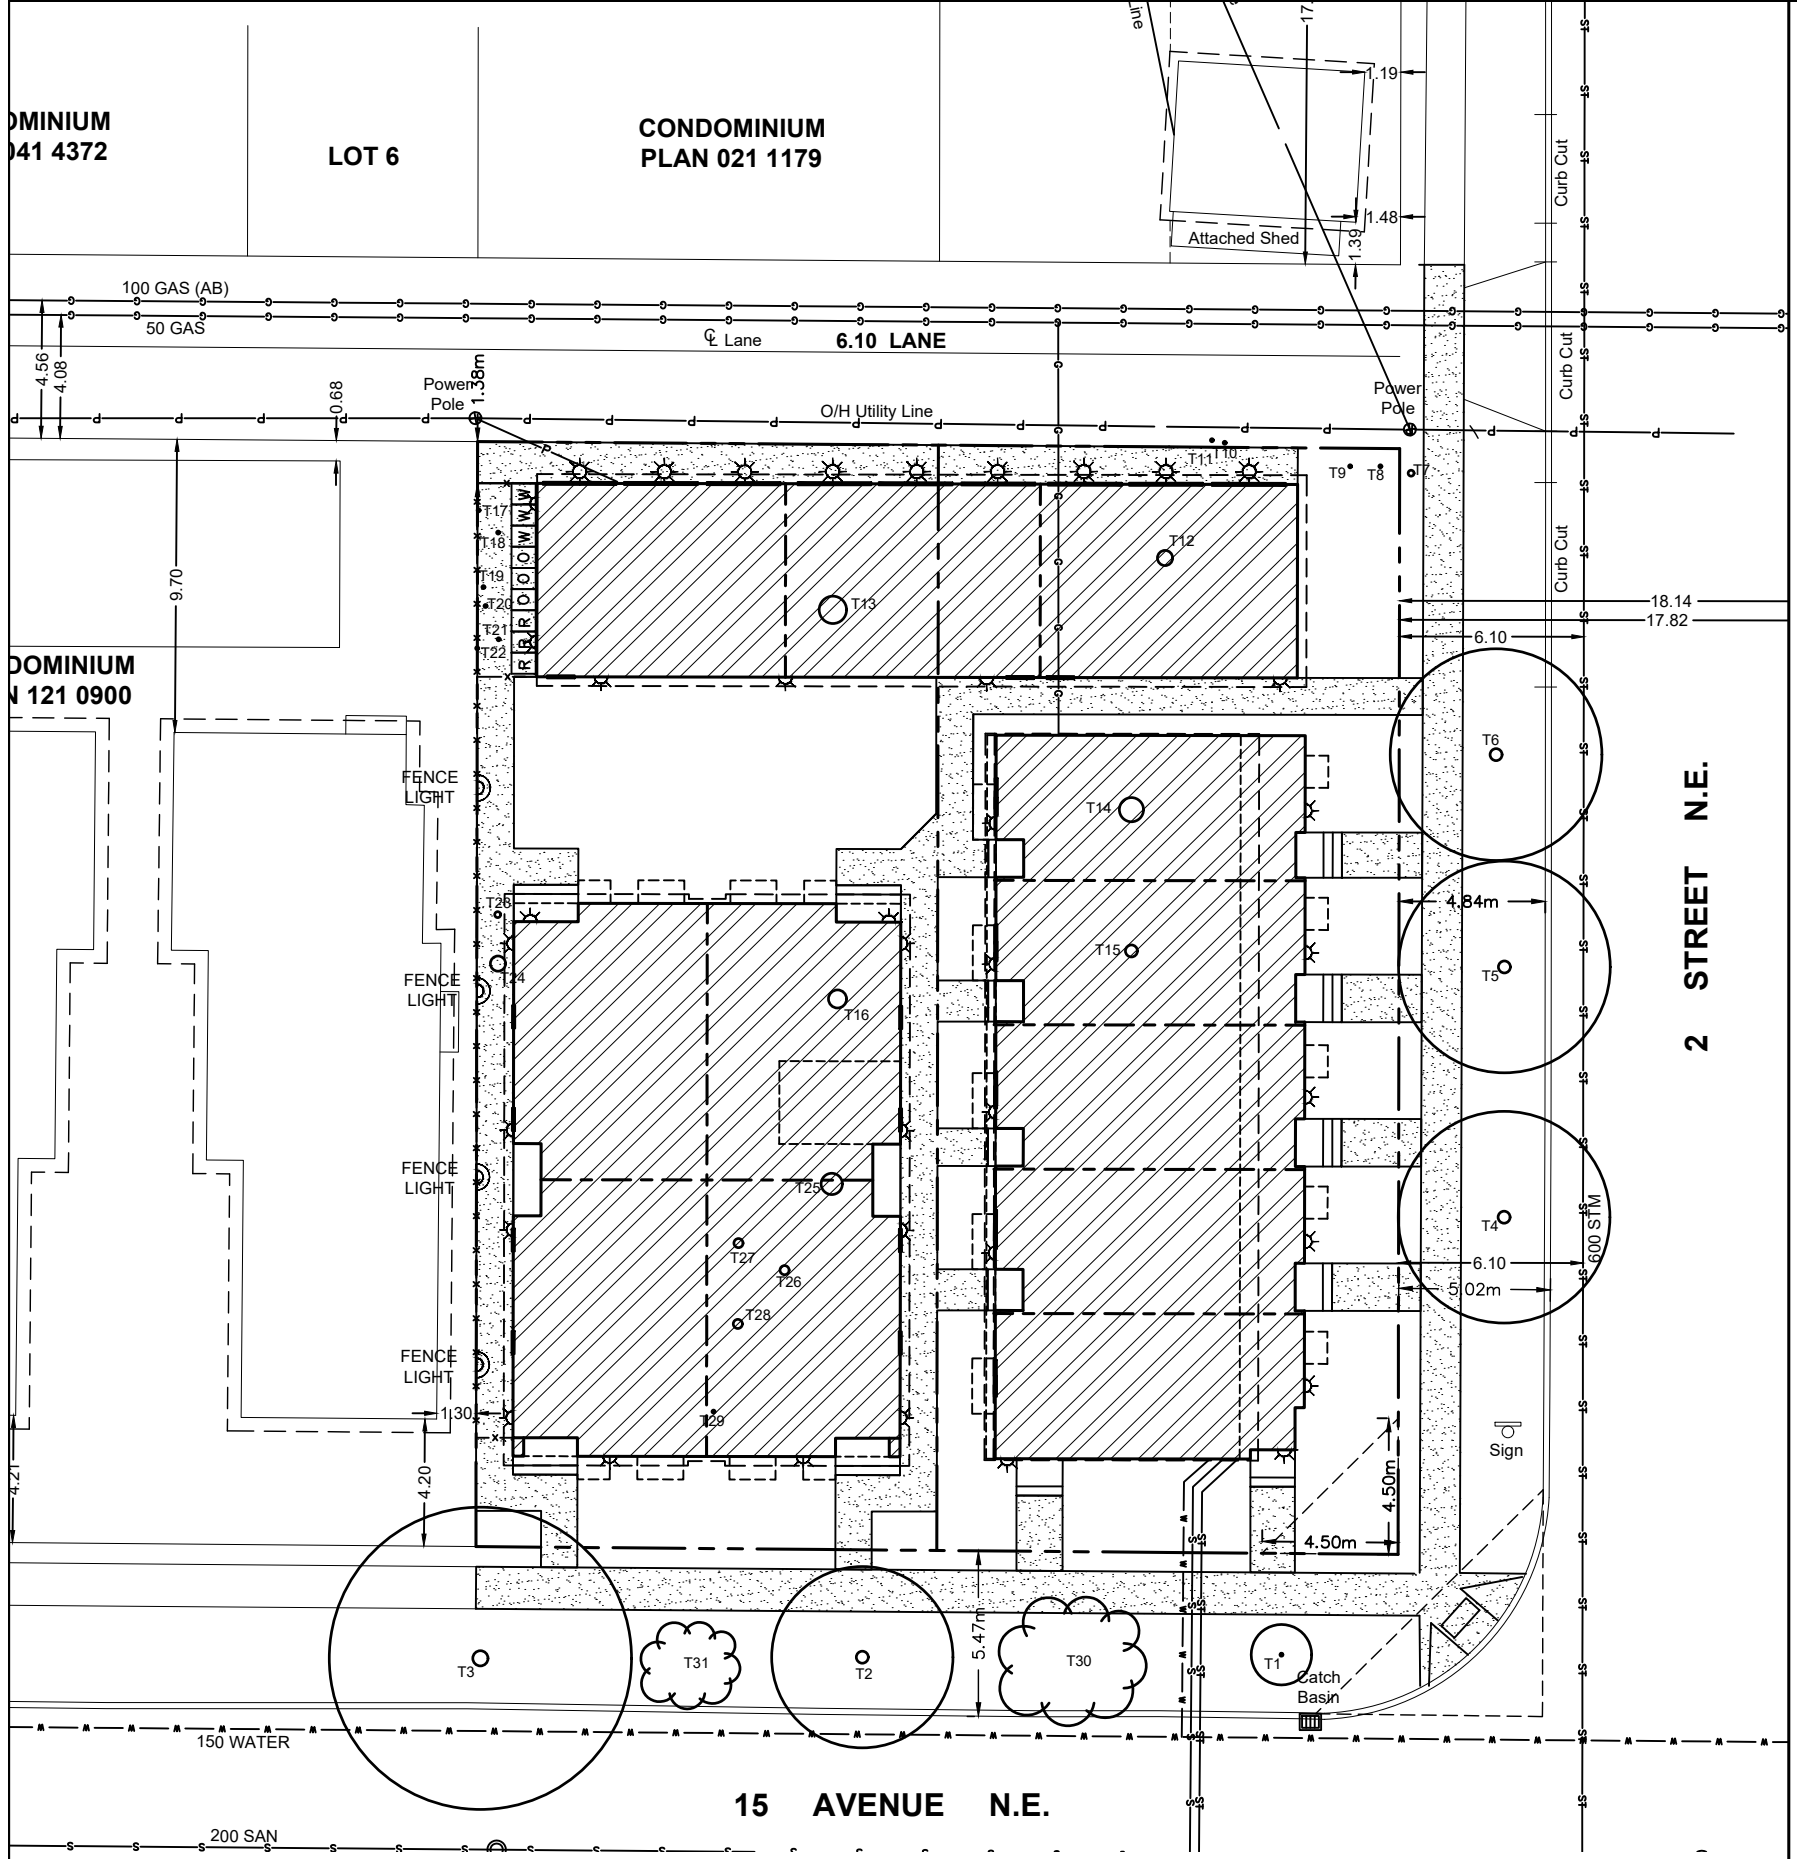 17.
1.19
CONDOMINIUM
PLAN 021 1179
LOT 6
Curb Cut
1.48
Attached Shed
1.39
100 GAS (AB)
50 GAS
℄ Lane
6.10 LANE
Curb Cut
4.56
4.08
0.68
Power
Pole
1.38m
O/H Utility Line
Power
Pole
T11
T10
T9
T8
T7
Curb Cut
T17
T18
T19
T20
T21
T22
W W W O O O R B R
T12
T13
9.70
18.14
17.82
6.10
121 0900
T6
FENCE
LIGHT
T14
2 STREET N.E.
T23
T24
4.84m
T15
T5
FENCE
LIGHT
T16
FENCE
LIGHT
T25
T4
600 STM
T27
T26
6.10
5.02m
T28
FENCE
LIGHT
1.30
T29
4.21
4.20
Sign
4.50m
4.50m
5.47m
T3
T31
T2
T30
T1
Catch
Basin
150 WATER
15 AVENUE N.E.
200 SAN